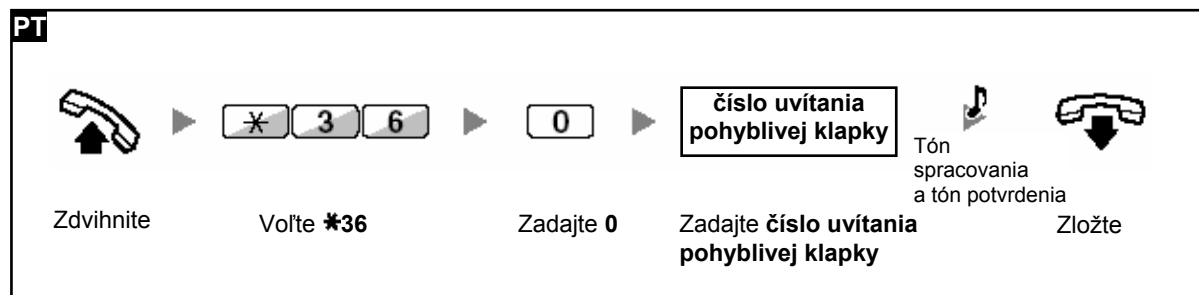 PT
* 3 6
0
číslo uvítania
pohyblivej klapky
Tón
spracovania
a tón potvrdenia
Zdvihnite
Voľte *36
Zadajte 0
Zadajte číslo uvítania
pohyblivej klapky
Zložte